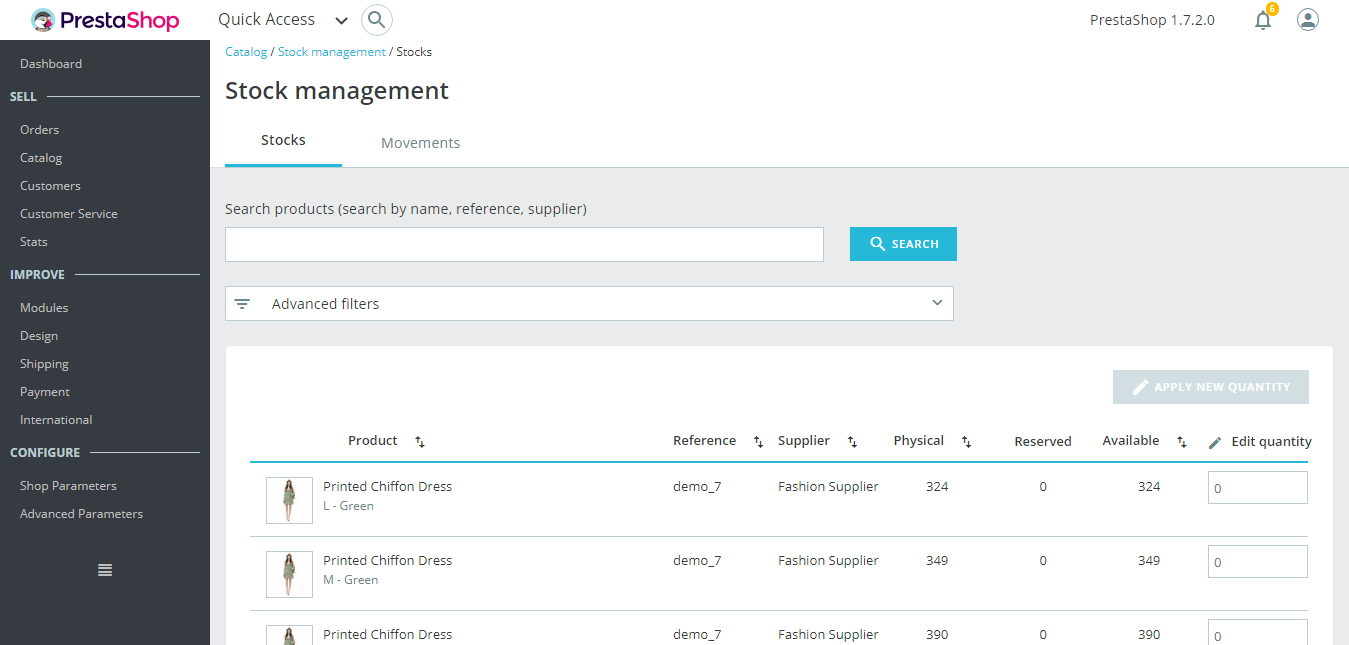 PrestaShop Quick Access PrestaShop 1.7.2.0 6
Catalog / Stock management / Stocks
Stock management
Stocks Movements
Dashboard
SELL
Orders
Catalog
Customers
Customer Service
Stats
IMPROVE
Modules
Design
Shipping
Payment
International
CONFIGURE
Shop Parameters
Advanced Parameters
Search products (search by name, reference, supplier)
SEARCH
Advanced filters
APPLY NEW QUANTITY
Product Reference Supplier Physical Reserved Available Edit quantity
Printed Chiffon Dress demo_7 Fashion Supplier 324 0 324 0
L - Green
Printed Chiffon Dress demo_7 Fashion Supplier 349 0 349 0
M - Green
Printed Chiffon Dress demo_7 Fashion Supplier 390 0 390 0